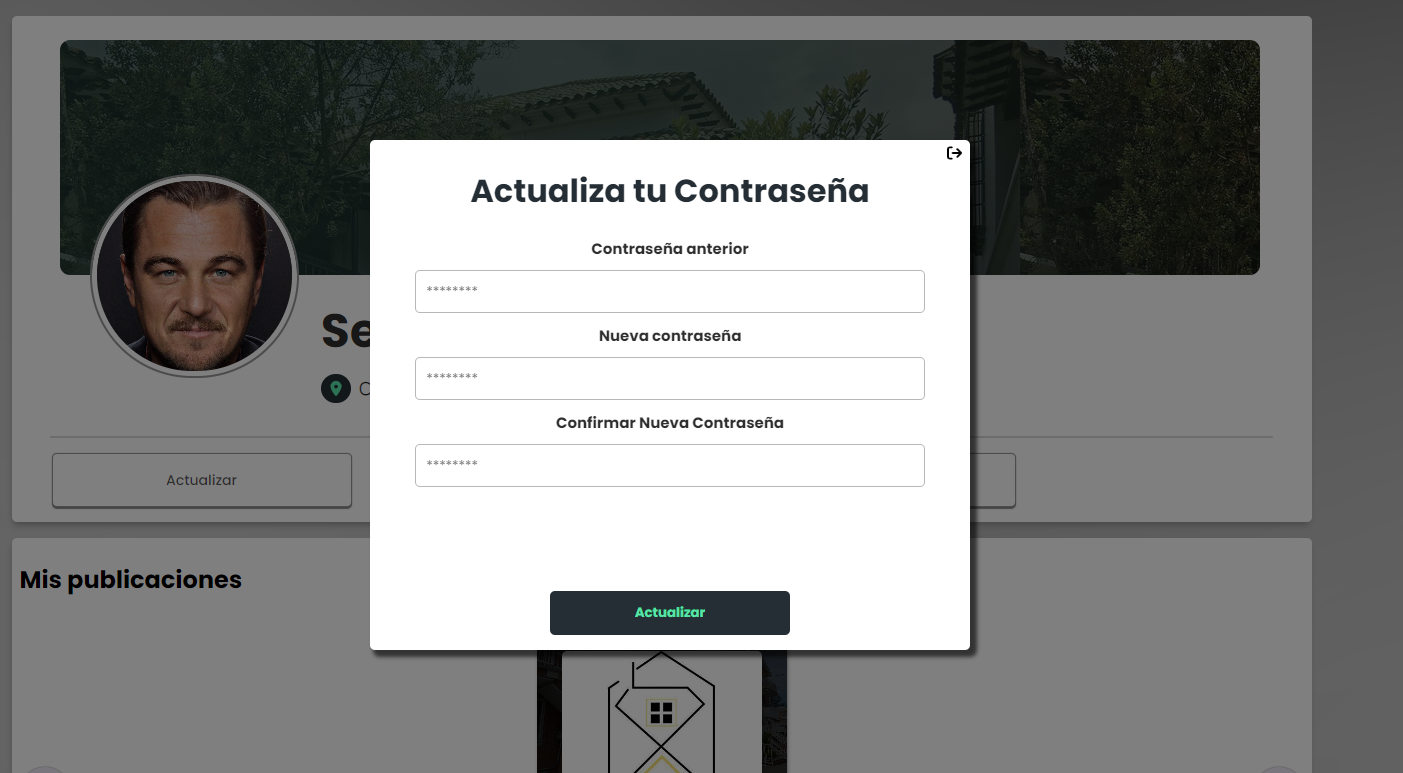 Actualiza tu Contraseña
Contraseña anterior
********
Nueva contraseña
********
Confirmar Nueva Contraseña
********
Actualizar
Actualizar
Mis publicaciones